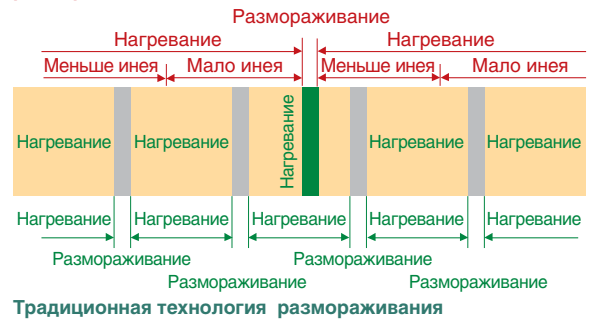 Размораживание
Нагревание Нагревание
Меньше инея Мало инея Меньше инея Мало инея
Нагревание Нагревание Нагревание Нагревание Нагревание
Нагревание Нагревание Нагревание Нагревание Нагревание
Размораживание Размораживание
Размораживание Размораживание
Традиционная технология размораживания